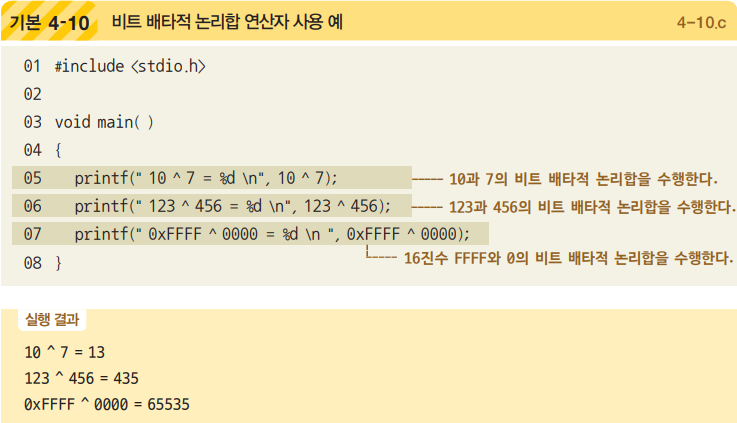 기본 4-10 비트 배타적 논리합 연산자 사용 예 4-10.c
01 #include <stdio.h>
02
03 void main( )
04 {
05 printf(" 10 ^ 7 = %d \n", 10 ^ 7); 10과 7의 비트 배타적 논리합을 수행한다.
06 printf(" 123 ^ 456 = %d \n", 123 ^ 456); 123과 456의 비트 배타적 논리합을 수행한다.
07 printf(" 0xFFFF ^ 0000 = %d \n ", 0xFFFF ^ 0000);
16진수 FFFF와 0의 비트 배타적 논리합을 수행한다.
08 }
실행 결과
10 ^ 7 = 13
123 ^ 456 = 435
0xFFFF ^ 0000 = 65535